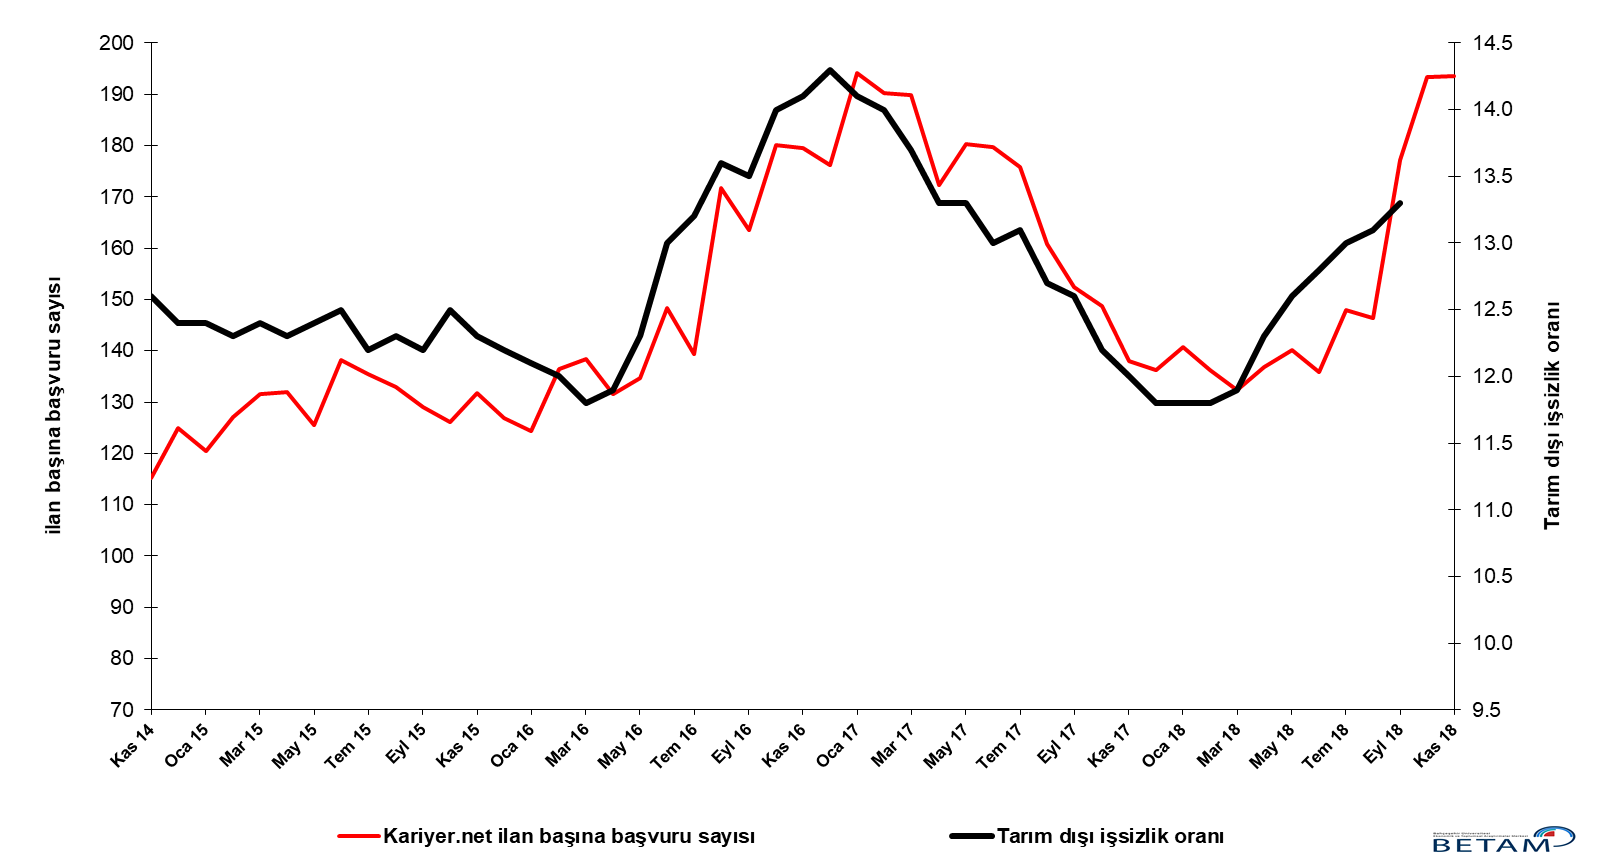 200
190
180
170
160
150
140
130
120
110
100
90
80
70
ilan başına başvuru sayısı
14.5
14.0
13.5
13.0
12.5
12.0
11.5
11.0
10.5
10.0
9.5
Tarım dışı işsizlik oranı
Kas 14
Oca 15
Mar 15
May 15
Tem 15
Eyl 15
Kas 15
Oca 16
Mar 16
May 16
Tem 16
Eyl 16
Kas 16
Oca 17
Mar 17
May 17
Tem 17
Eyl 17
Kas 17
Oca 18
Mar 18
May 18
Tem 18
Eyl 18
Kas 18
Kariyer.net ilan başına başvuru sayısı
Tarım dışı işsizlik oranı
BETAM